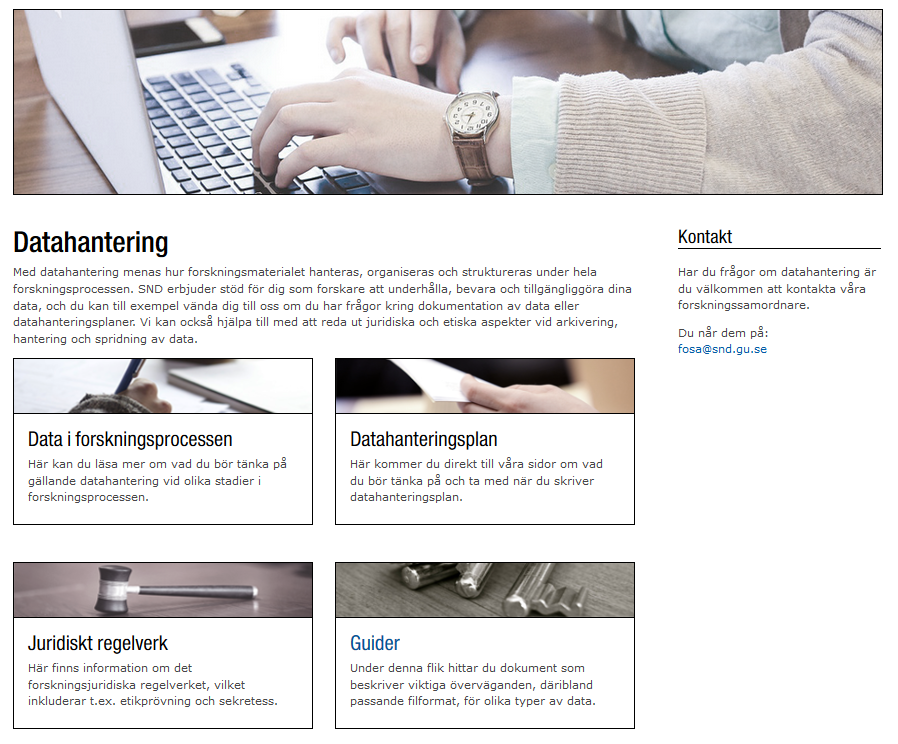 Datahantering
Med datahantering menas hur forskningsmaterialet hanteras, organiseras och struktureras under hela
forskningsprocessen. SND erbjuder stöd för dig som forskare att underhålla, bevara och tillgängliggöra dina
data, och du kan till exempel vända dig till oss om du har frågor kring dokumentation av data eller
datahanteringsplaner. Vi kan också hjälpa till med att reda ut juridiska och etiska aspekter vid arkivering,
hantering och spridning av data.
Data i forskningsprocessen
Här kan du läsa mer om vad du bör tänka på
gällande datahantering vid olika stadier i
forskningsprocessen.
Datahanteringsplan
Här kommer du direkt till våra sidor om vad
du bör tänka på och ta med när du skriver
datahanteringsplan.
Juridiskt regelverk
Här finns information om det
forskningsjuridiska regelverket, vilket
inkluderar t.ex. etikprövning och sekretess.
Guider
Under denna flik hittar du dokument som
beskriver viktiga överväganden, däribland
passande filformat, för olika typer av data.
Kontakt
Har du frågor om datahantering är
du välkommen att kontakta våra
forskningssamordnare.
Du når dem på:
fosa@snd.gu.se